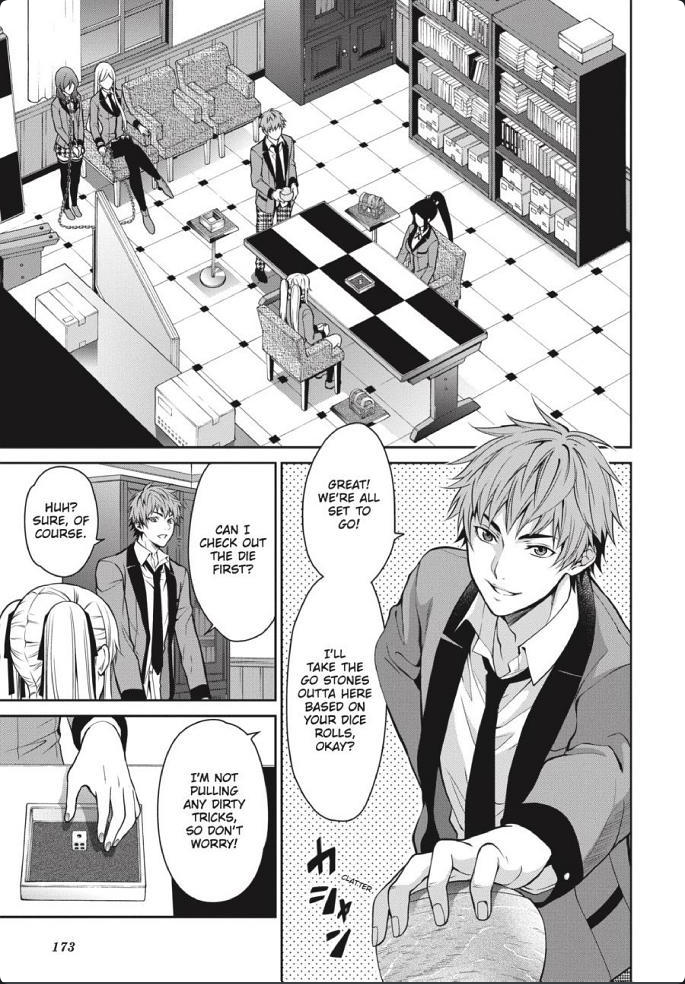 GREAT!
WE'RE ALL
SET TO
GO!
I'LL
TAKE THE
GO STONES
OUTTA HERE
BASED ON
YOUR DICE
ROLLS,
OKAY?
カシャン
CLATTER
CAN I
CHECK OUT
THE DIE
FIRST?
HUH?
SURE, OF
COURSE.
I'M NOT
PULLING
ANY DIRTY
TRICKS,
SO DON'T
WORRY!
173